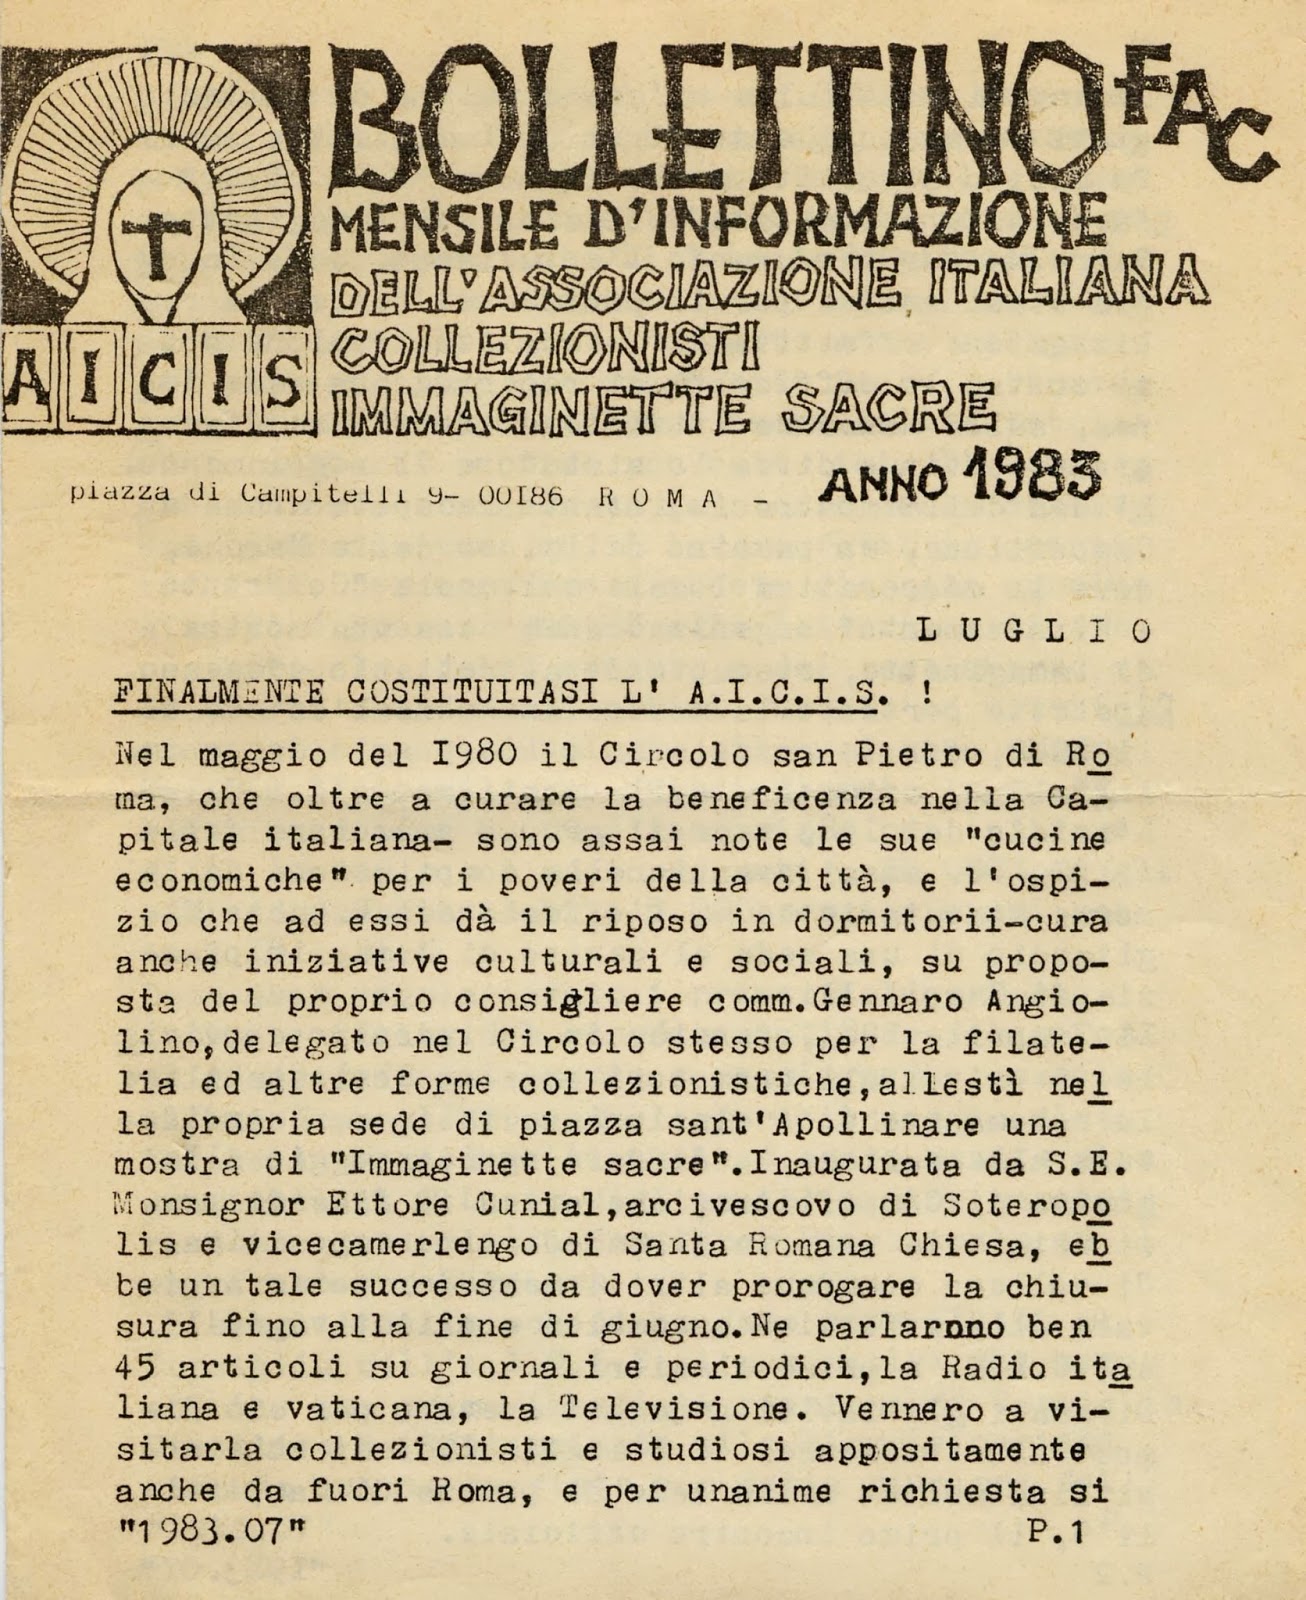 BOLLETTINO FAC
MENSILE D'INFORMAZIONE
DELL'ASSOCIAZIONE ITALIANA
COLLEZIONISTI
IMMAGINETTE SACRE
AICIS
piazza di Campitelli 9- 00I86 R O M A - ANNO 1983
L U G L I O
FINALMENTE COSTITUITASI L' A.I.C.I.S. !
Nel maggio del I980 il Circolo san Pietro di Ro
ma, che oltre a curare la beneficenza nella Ca-
pitale italiana- sono assai note le sue "cucine
economiche" per i poveri della città, e l'ospi-
zio che ad essi dà il riposo in dormitorii-cura
anche iniziative culturali e sociali, su propo-
sta del proprio consigliere comm.Gennaro Angio-
lino,delegato nel Circolo stesso per la filate-
lia ed altre forme collezionistiche,allestì nel
la propria sede di piazza sant'Apollinare una
mostra di "Immaginette sacre".Inaugurata da S.E.
Monsignor Ettore Cunial,arcivescovo di Soteropo
lis e vicecamerlengo di Santa Romana Chiesa, eb
be un tale successo da dover prorogare la chiu-
sura fino alla fine di giugno.Ne parlarnno ben
45 articoli su giornali e periodici,la Radio ita
liana e vaticana, la Televisione. Vennero a vi-
sitarla collezionisti e studiosi appositamente
anche da fuori Roma, e per unanime richiesta si
"1983.07" P.1